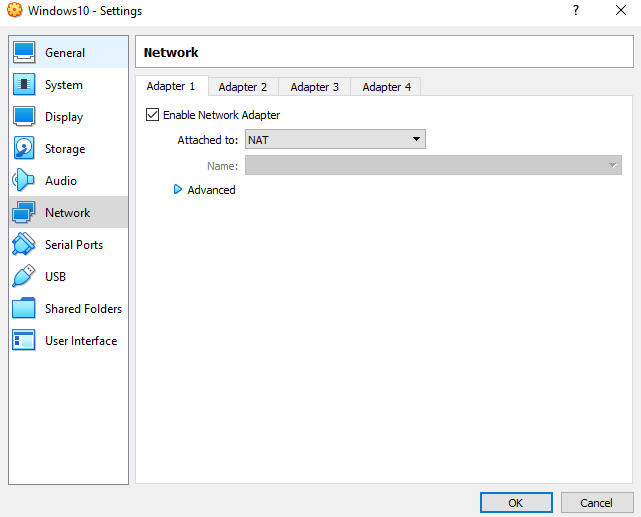 Windows10 - Settings
?
General
System
Display
Storage
Audio
Network
Serial Ports
USB
Shared Folders
User Interface
Network
Adapter 1 Adapter 2 Adapter 3 Adapter 4
Enable Network Adapter
Attached to: NAT
Name:
Advanced
OK Cancel